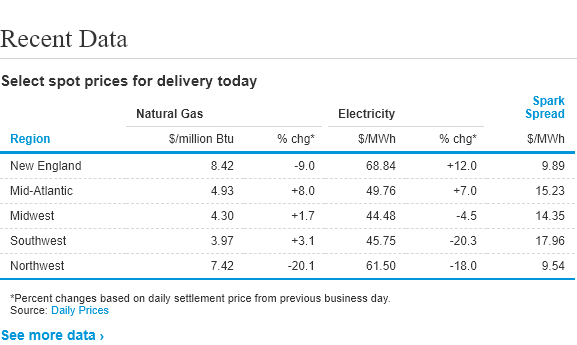 Recent Data
Select spot prices for delivery today
Natural Gas Electricity Spark Spread
Region $/million Btu % chg* $/MWh % chg* $/MWh
New England 8.42 -9.0 68.84 +12.0 9.89
Mid-Atlantic 4.93 +8.0 49.76 +7.0 15.23
Midwest 4.30 +1.7 44.48 -4.5 14.35
Southwest 3.97 +3.1 45.75 -20.3 17.96
Northwest 7.42 -20.1 61.50 -18.0 9.54
*Percent changes based on daily settlement price from previous business day.
Source: Daily Prices
See more data ›